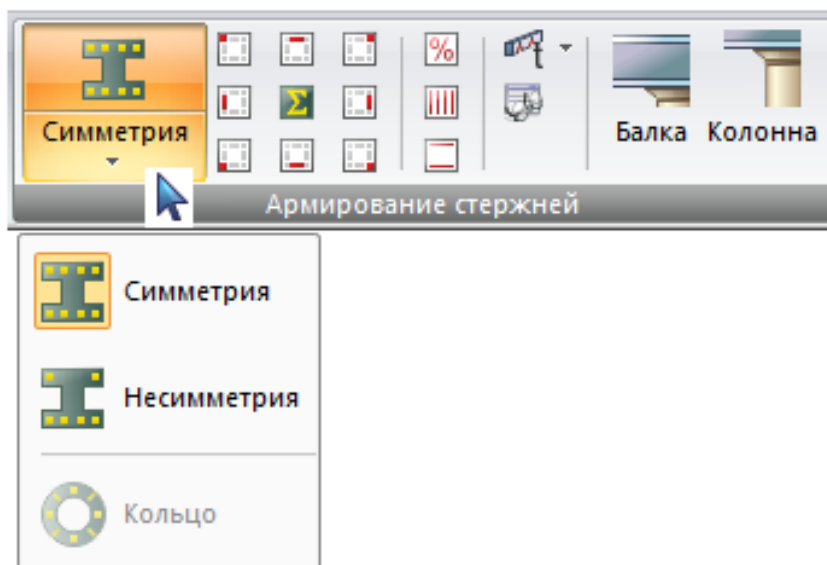 Симметрия
Балка Колонна
Армирование стержней
Симметрия
Несимметрия
Кольцо